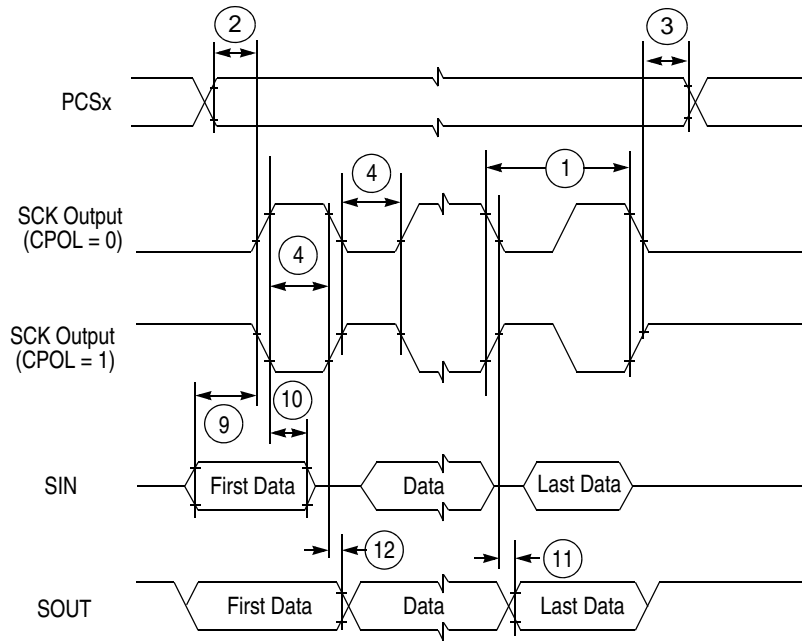 2
3
PCSx
4
1
SCK Output
(CPOL = 0)
4
SCK Output
(CPOL = 1)
9
10
SIN
First Data
Data
Last Data
12
11
SOUT
First Data
Data
Last Data